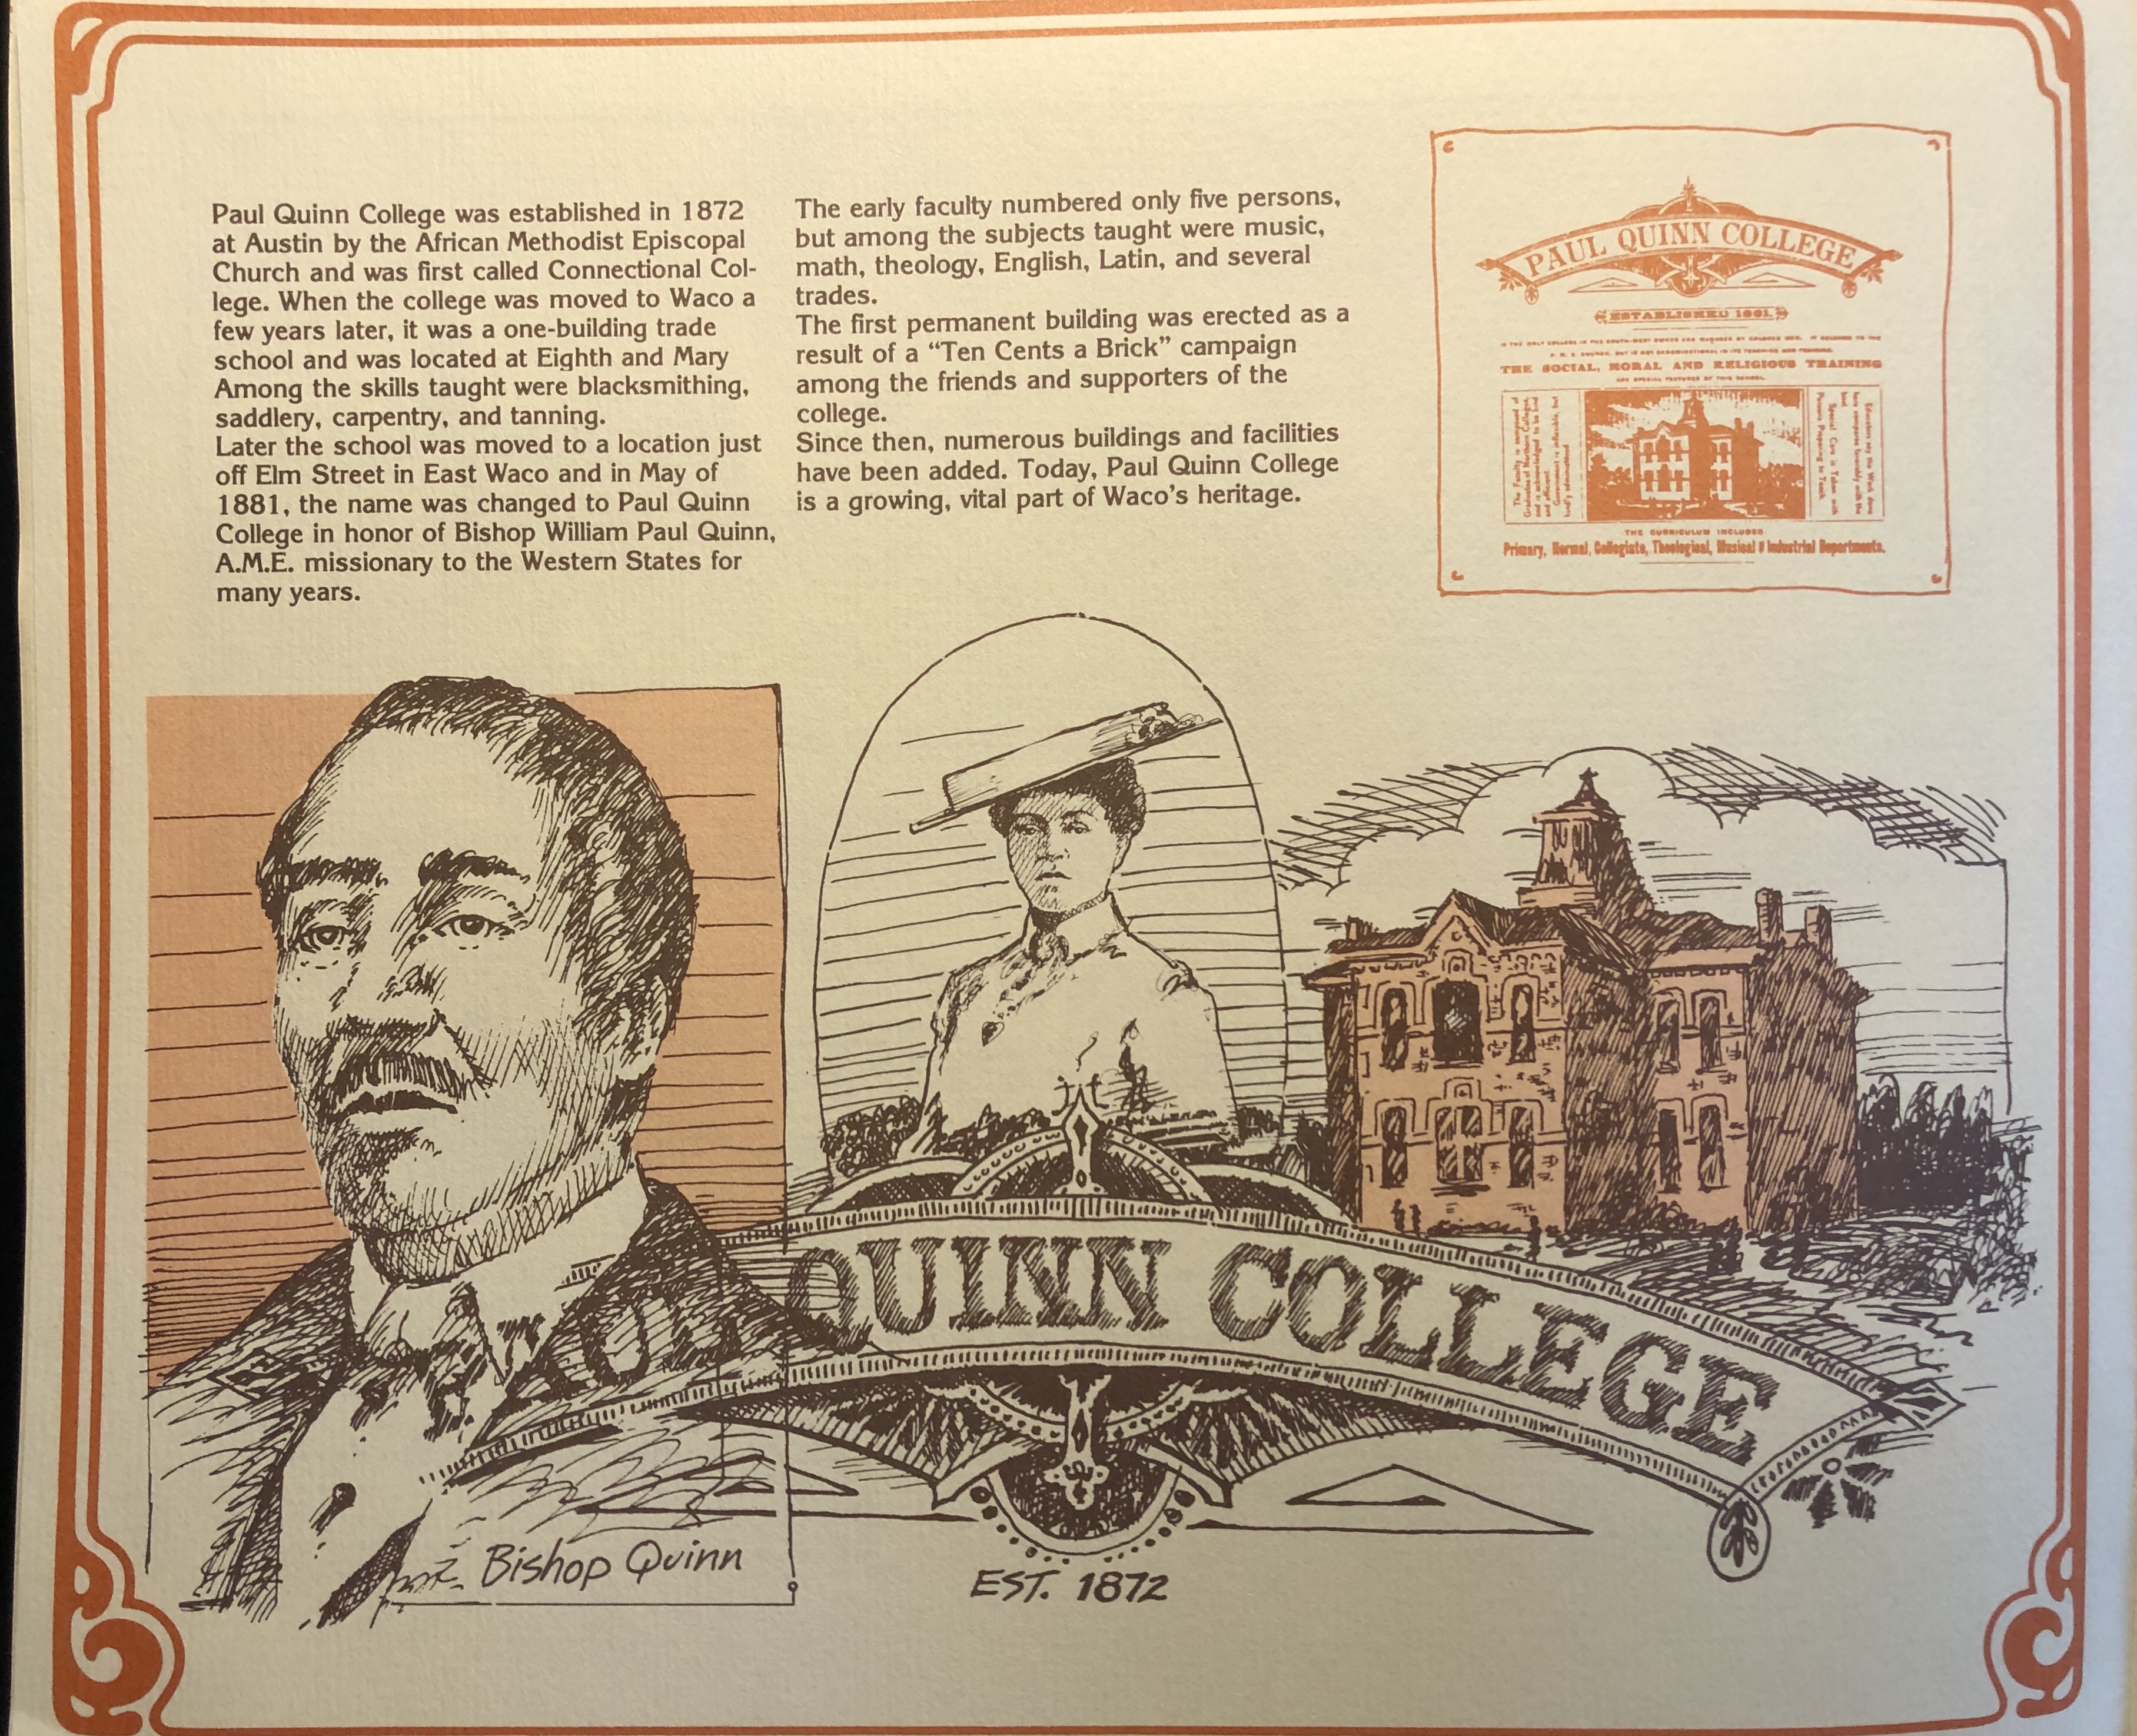 Paul Quinn College was established in 1872
at Austin by the African Methodist Episcopal
Church and was first called Connectional Col-
lege. When the college was moved to Waco a
few years later, it was a one-building trade
school and was located at Eighth and Mary
Among the skills taught were blacksmithing,
saddlery, carpentry, and tanning.
Later the school was moved to a location just
off Elm Street in East Waco and in May of
1881, the name was changed to Paul Quinn
College in honor of Bishop William Paul Quinn,
A.M.E. missionary to the Western States for
many years.
The early faculty numbered only five persons,
but among the subjects taught were music,
math, theology, English, Latin, and several
trades.
The first permanent building was erected as a
result of a “Ten Cents a Brick” campaign
among the friends and supporters of the
college.
Since then, numerous buildings and facilities
have been added. Today, Paul Quinn College
is a growing, vital part of Waco’s heritage.
PAUL QUINN COLLEGE
ESTABLISHED 1881.
THE SOCIAL, MORAL AND RELIGIOUS TRAINING
ARE SPECIAL FEATURES OF THIS SCHOOL.
THE CURRICULUM INCLUDES
Primary, Normal, Collegiate, Theological, Musical & Industrial Departments.
PAUL QUINN COLLEGE
Bishop Quinn
EST. 1872